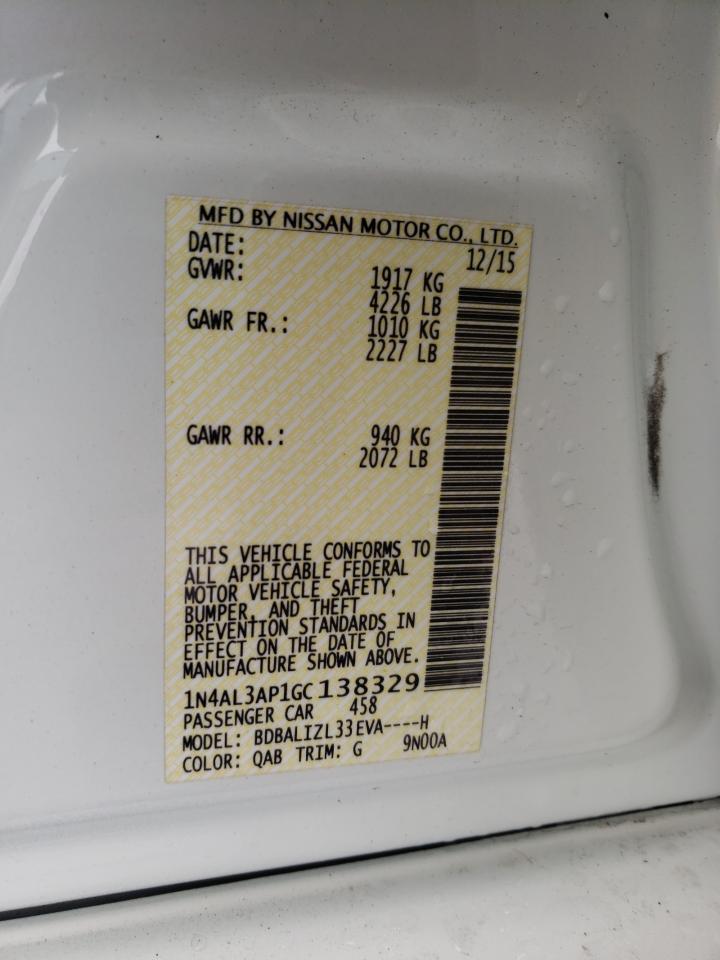 MFD BY NISSAN MOTOR CO., LTD.
DATE: 12/15
GVWR: 1917 KG
4226 LB
GAWR FR.: 1010 KG
2227 LB
GAWR RR.: 940 KG
2072 LB
THIS VEHICLE CONFORMS TO
ALL APPLICABLE FEDERAL
MOTOR VEHICLE SAFETY,
BUMPER, AND THEFT
PREVENTION STANDARDS IN
EFFECT ON THE DATE OF
MANUFACTURE SHOWN ABOVE.
1N4AL3AP1GC138329
PASSENGER CAR 458
MODEL: BDBALIZL33EVA----H
COLOR: QAB TRIM: G 9N00A